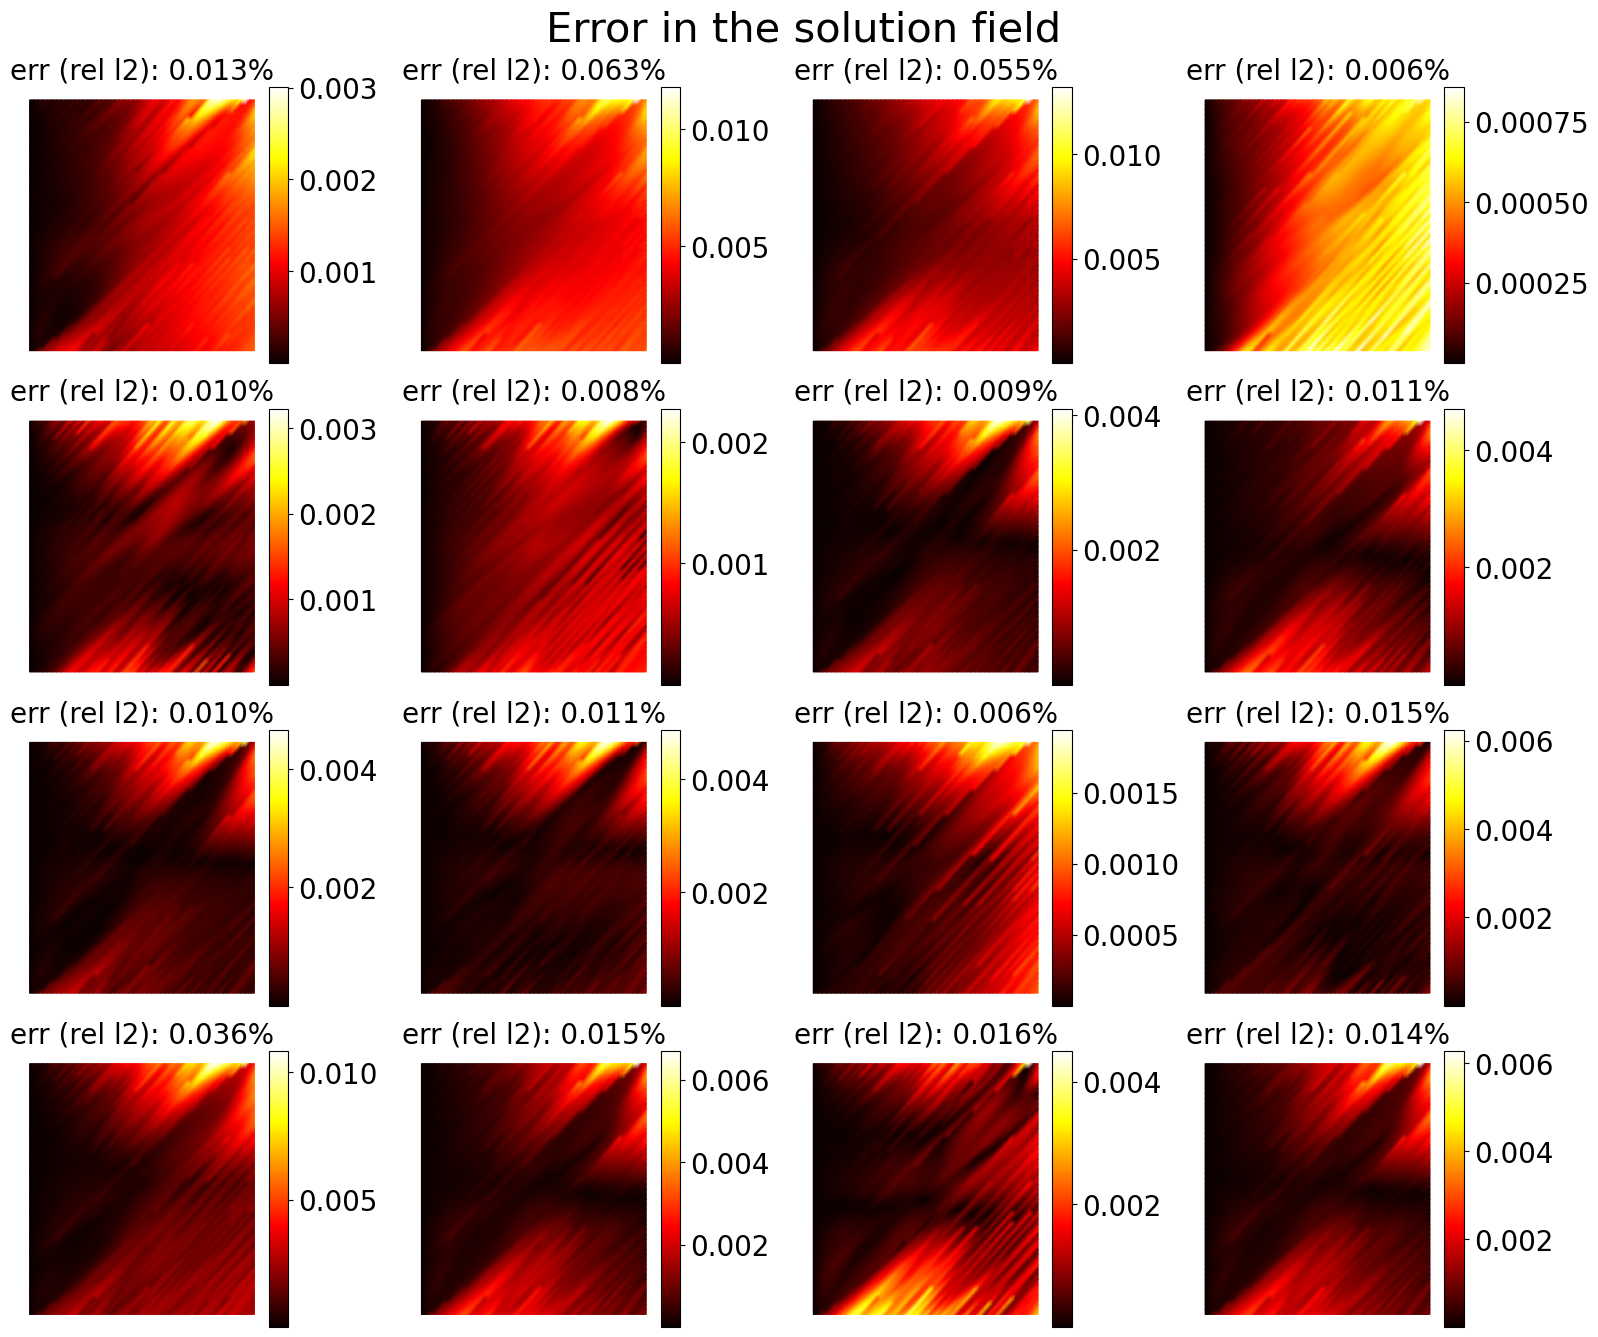 Error in the solution field
err (rel l2): 0.013%
0.003
0.002
0.001
err (rel l2): 0.063%
0.010
0.005
err (rel l2): 0.055%
0.010
0.005
err (rel l2): 0.006%
0.00075
0.00050
0.00025
err (rel l2): 0.010%
0.003
0.002
0.001
err (rel l2): 0.008%
0.002
0.001
err (rel l2): 0.009%
0.004
0.002
err (rel l2): 0.011%
0.004
0.002
err (rel l2): 0.010%
0.004
0.002
err (rel l2): 0.011%
0.004
0.002
err (rel l2): 0.006%
0.0015
0.0010
0.0005
err (rel l2): 0.015%
0.006
0.004
0.002
err (rel l2): 0.036%
0.010
0.005
err (rel l2): 0.015%
0.006
0.004
0.002
err (rel l2): 0.016%
0.004
0.002
err (rel l2): 0.014%
0.006
0.004
0.002